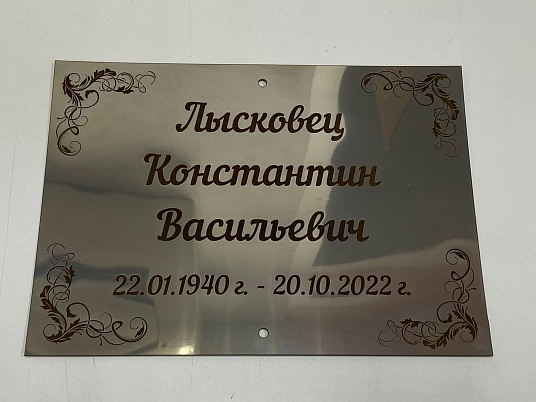 Лысковец
Константин
Васильевич
22.01.1940 г. - 20.10.2022 г.